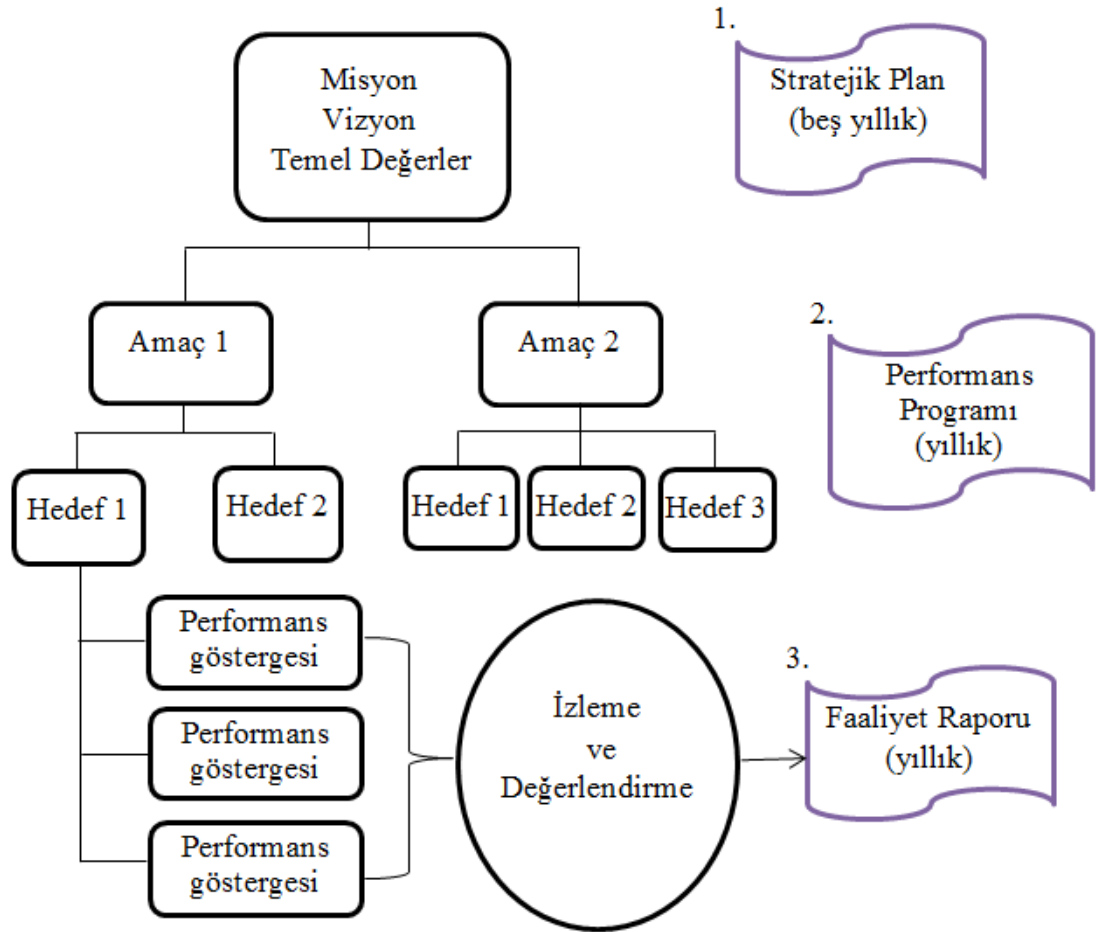 1.
Misyon
Vizyon
Temel Değerler
Stratejik Plan
(beş yıllık)
Amaç 1
Amaç 2
2.
Performans
Programı
(yıllık)
Hedef 1
Hedef 2
Hedef 1
Hedef 2
Hedef 3
Performans
göstergesi
Performans
göstergesi
Performans
göstergesi
İzleme
ve
Değerlendirme
3.
Faaliyet Raporu
(yıllık)